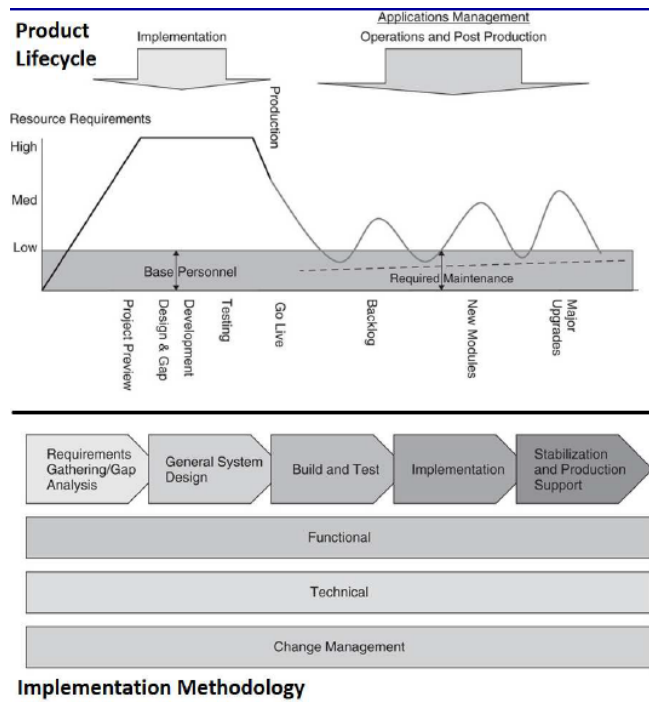 Product
Lifecycle
Implementation
Applications Management
Operations and Post Production
Production
Resource Requirements
High
Med
Low
Base Personnel
Required Maintenance
Project Preview
Design & Gap
Development
Testing
Go Live
Backlog
New Modules
Major
Upgrades
Requirements
Gathering/Gap
Analysis
General System
Design
Build and Test
Implementation
Stabilization
and Production
Support
Functional
Technical
Change Management
Implementation Methodology